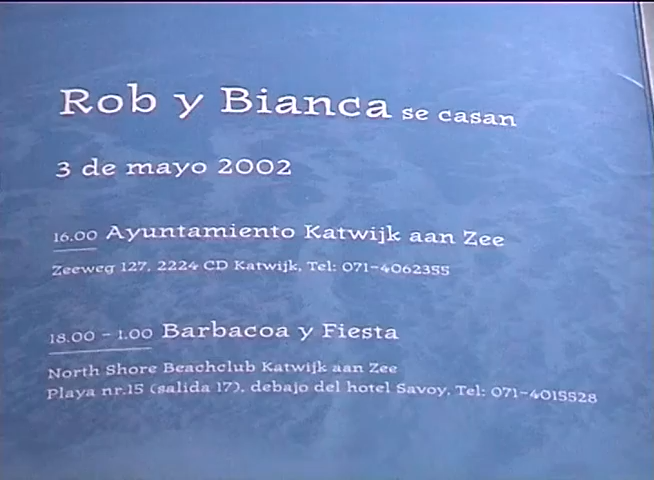 Rob y Bianca se casan
3 de mayo 2002
16.00 Ayuntamiento Katwijk aan Zee
Zeeweg 127, 2224 CD Katwijk, Tel: 071-4062355
18.00 - 1.00 Barbacoa y Fiesta
North Shore Beachclub Katwijk aan Zee
Playa nr.15 (salida 17), debajo del hotel Savoy, Tel: 071-4015528